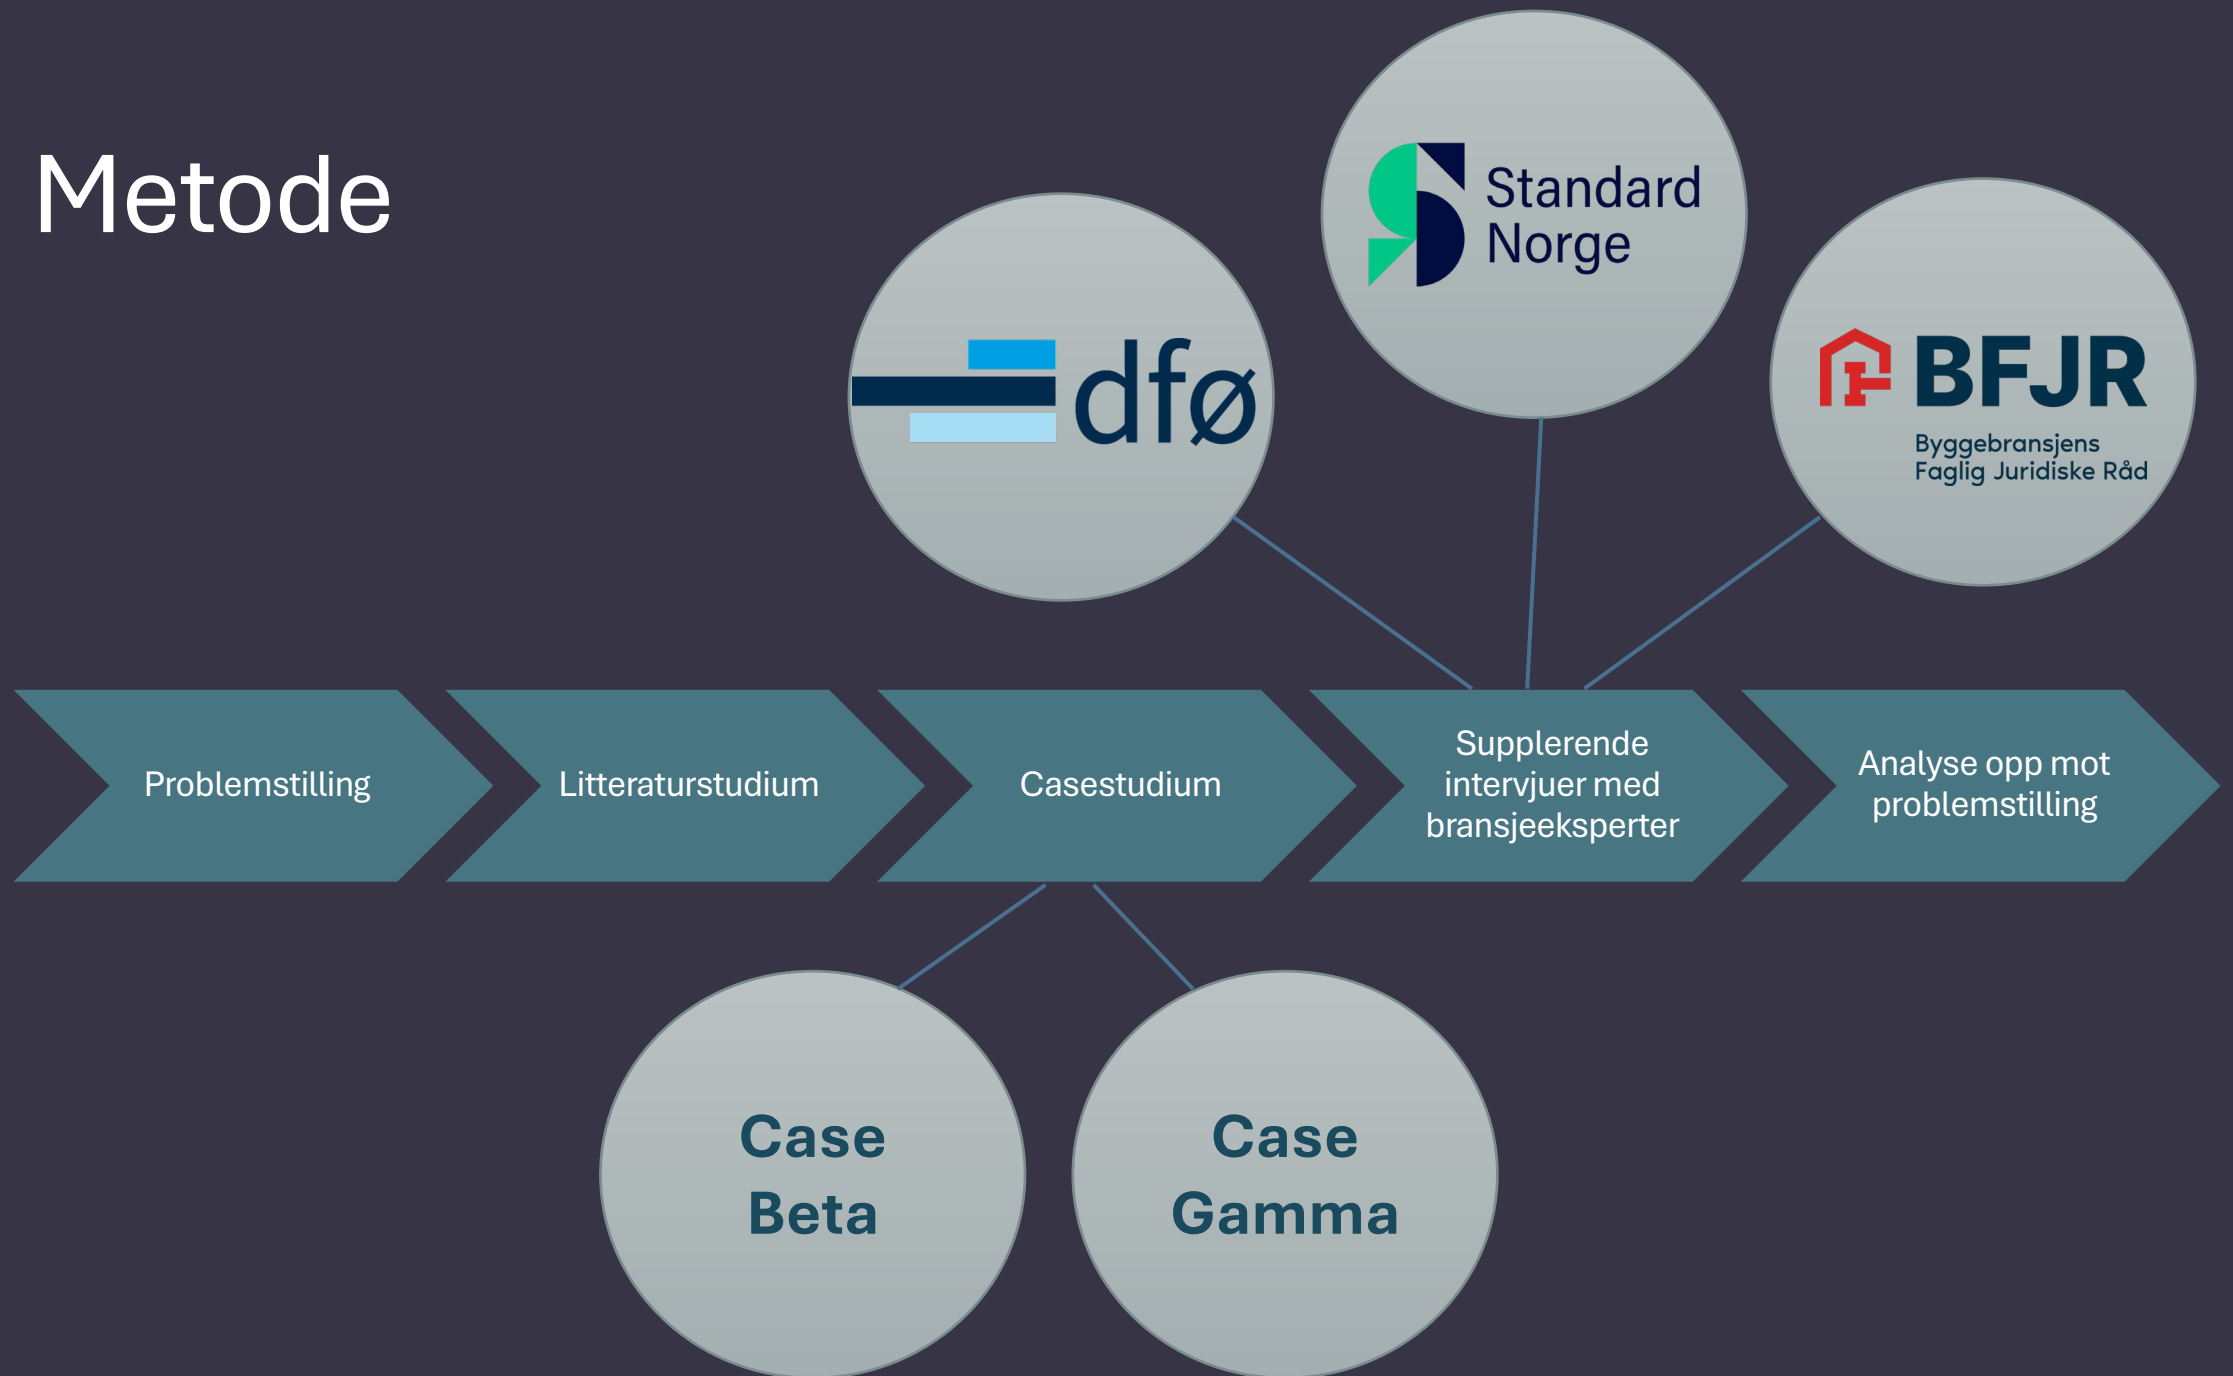 Metode
dfø
Standard
Norge
BFJR
Byggebransjens
Faglig Juridiske Råd
Problemstilling
Litteraturstudium
Casestudium
Supplerende
intervjuer med
bransjeeksperter
Analyse opp mot
problemstilling
Case
Beta
Case
Gamma